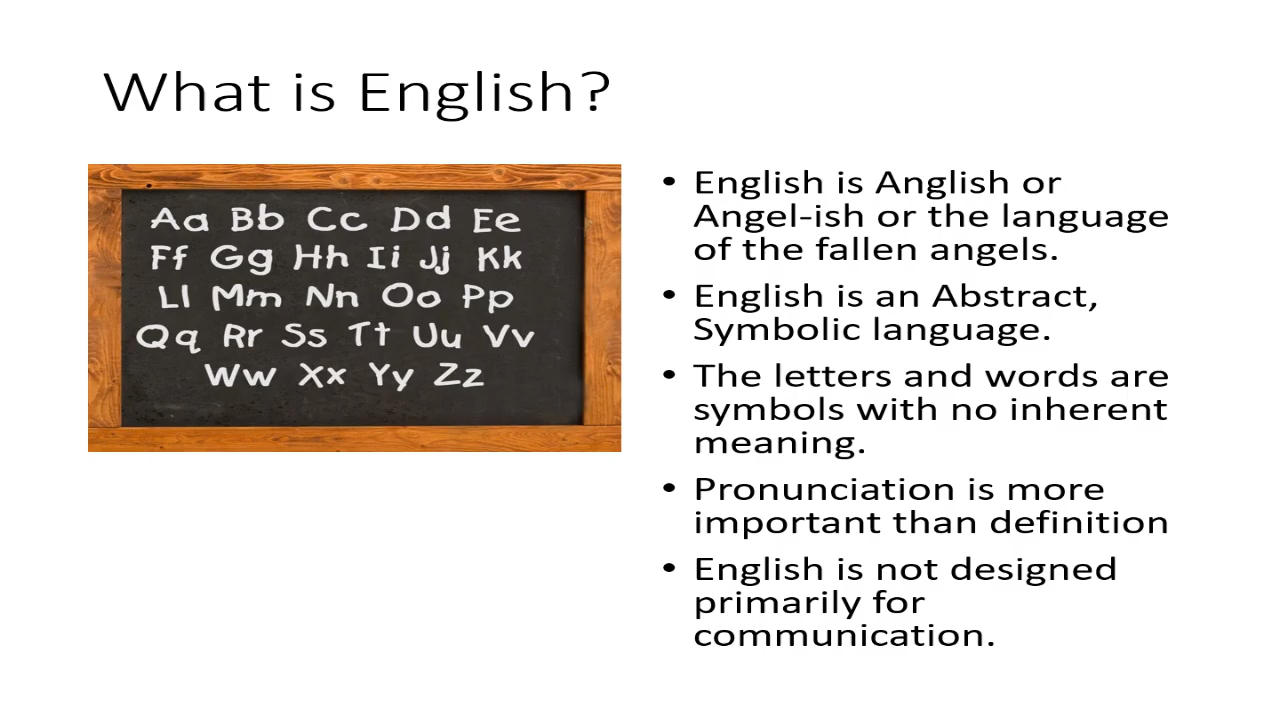 What is English?
Aa Bb Cc Dd Ee
Ff Gg Hh Ii Jj Kk
Ll Mm Nn Oo Pp
Qq Rr Ss Tt Uu Vv
Ww Xx Yy Zz
• English is Anglish or
Angel-ish or the language
of the fallen angels.
• English is an Abstract,
Symbolic language.
• The letters and words are
symbols with no inherent
meaning.
• Pronunciation is more
important than definition
• English is not designed
primarily for
communication.